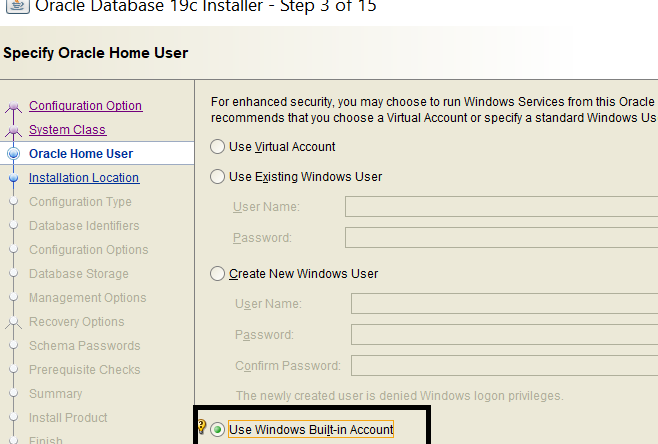 Oracle Database 19c Installer - Step 3 of 15
Specify Oracle Home User
Configuration Option
System Class
Oracle Home User
Installation Location
Configuration Type
Database Identifiers
Configuration Options
Database Storage
Management Options
Recovery Options
Schema Passwords
Prerequisite Checks
Summary
Install Product
Finish
For enhanced security, you may choose to run Windows Services from this Oracle
recommends that you choose a Virtual Account or specify a standard Windows Us
Use Virtual Account
Use Existing Windows User
User Name:
Password:
Create New Windows User
User Name:
Password:
Confirm Password:
The newly created user is denied Windows logon privileges.
Use Windows Built-in Account